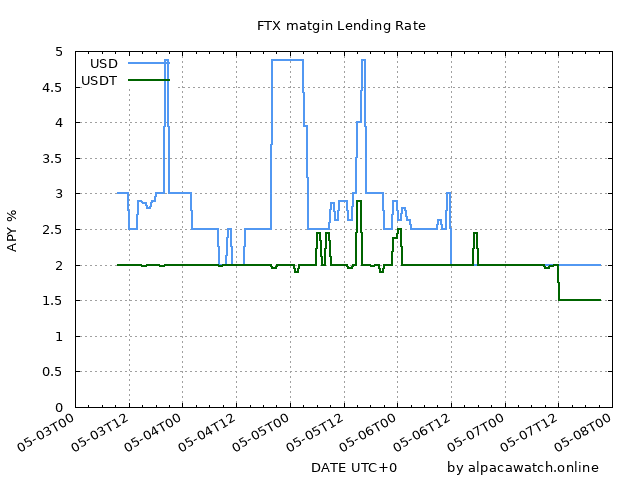 FTX matgin Lending Rate
USD
USDT
5
4.5
4
3.5
3
2.5
2
1.5
1
0.5
0
APY %
05-03T00
05-03T12
05-04T00
05-04T12
05-05T00
05-05T12
05-06T00
05-06T12
05-07T00
05-07T12
05-08T00
DATE UTC+0
by alpacawatch.online